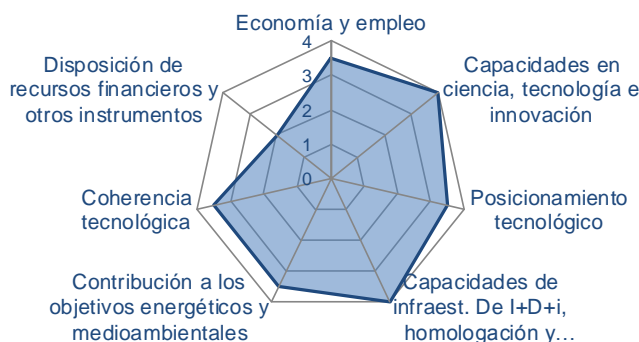 Economía y empleo
4
3
2
1
0
Capacidades en
ciencia, tecnología e
innovación
Posicionamiento
tecnológico
Capacidades de
infraest. De I+D+i,
homologación y...
Contribución a los
objetivos energéticos y
medioambientales
Coherencia
tecnológica
Disposición de
recursos financieros y
otros instrumentos